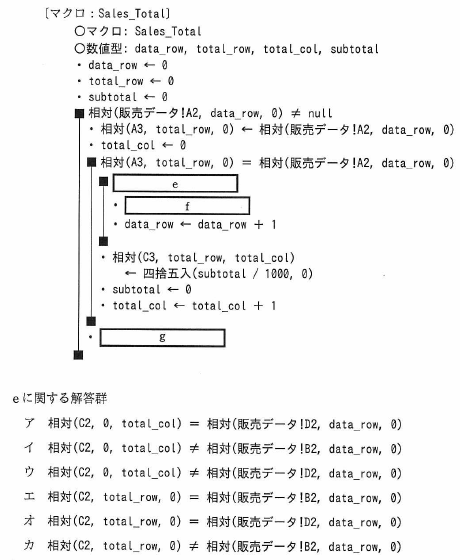 [マクロ:Sales_Total]
○マクロ: Sales_Total
○数値型: data_row, total_row, total_col, subtotal
・data_row ← 0
・total_row ← 0
・subtotal ← 0
■相対(販売データ!A2, data_row, 0) ≠ null
・相対(A3, total_row, 0) ← 相対(販売データ!A2, data_row, 0)
・total_col ← 0
■相対(A3, total_row, 0) = 相対(販売データ!A2, data_row, 0)
e
・f
・data_row ← data_row + 1
・相対(C3, total_row, total_col)
← 四捨五入(subtotal / 1000, 0)
・subtotal ← 0
・total_col ← total_col + 1
・g
eに関する解答群
ア 相対(C2, 0, total_col) = 相対(販売データ!D2, data_row, 0)
イ 相対(C2, 0, total_col) ≠ 相対(販売データ!B2, data_row, 0)
ウ 相対(C2, 0, total_col) ≠ 相対(販売データ!D2, data_row, 0)
エ 相対(C2, total_row, 0) = 相対(販売データ!B2, data_row, 0)
オ 相対(C2, total_row, 0) = 相対(販売データ!D2, data_row, 0)
カ 相対(C2, total_row, 0) ≠ 相対(販売データ!B2, data_row, 0)